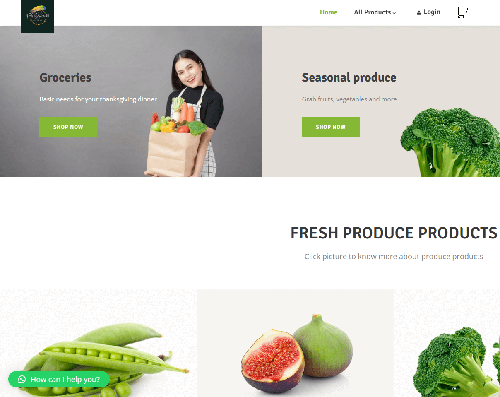 Home
All Products
Login
Groceries
Basic needs for your thanksgiving dinner
SHOP NOW
Seasonal produce
Grab fruits, vegetables and more
SHOP NOW
FRESH PRODUCE PRODUCTS
Click picture to know more about produce products
How can I help you?